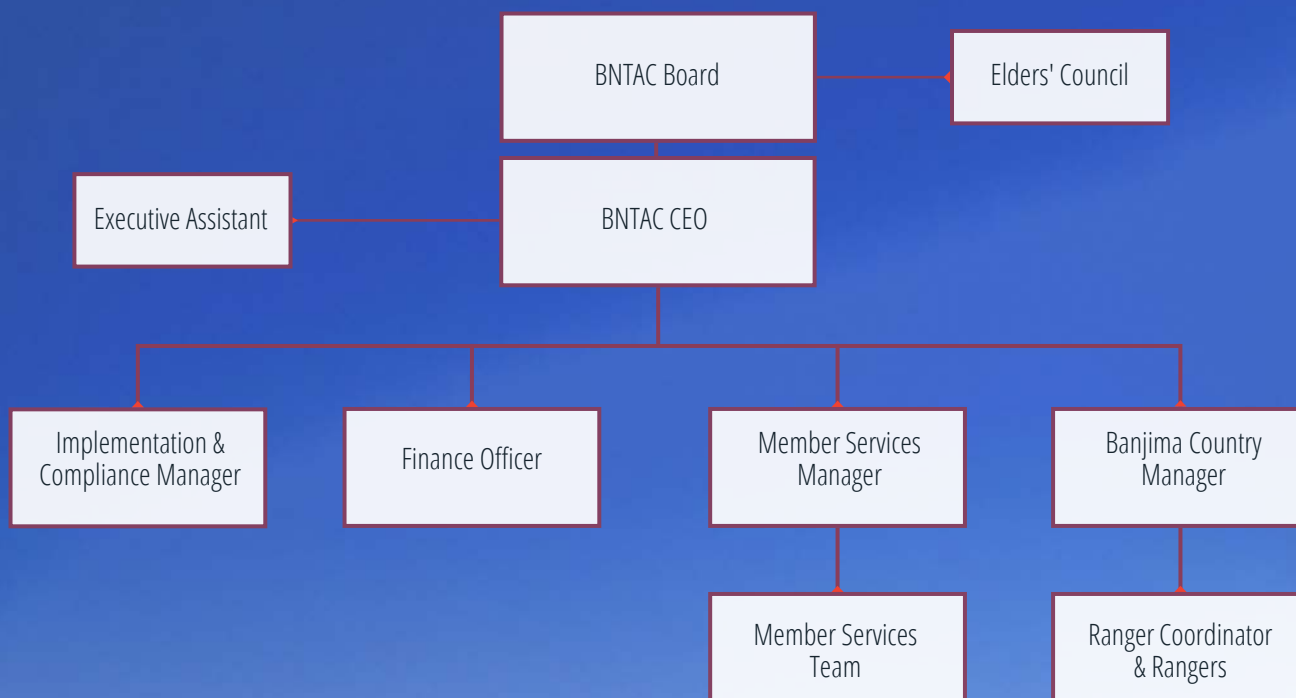 BNTAC Board
Elders' Council
Executive Assistant
BNTAC CEO
Implementation &
Compliance Manager
Finance Officer
Member Services
Manager
Banjima Country
Manager
Member Services
Team
Ranger Coordinator
& Rangers